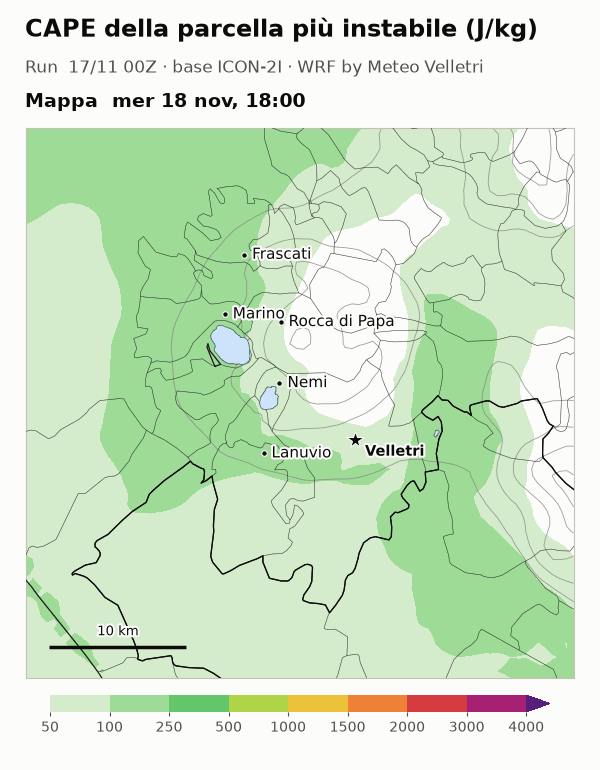 CAPE della parcella più instabile (J/kg)
Run 17/11 00Z · base ICON-2I · WRF by Meteo Velletri
Mappa mer 18 nov, 18:00
Frascati
Marino
Rocca di Papa
Nemi
Velletri
Lanuvio
10 km
50 100 250 500 1000 1500 2000 3000 4000